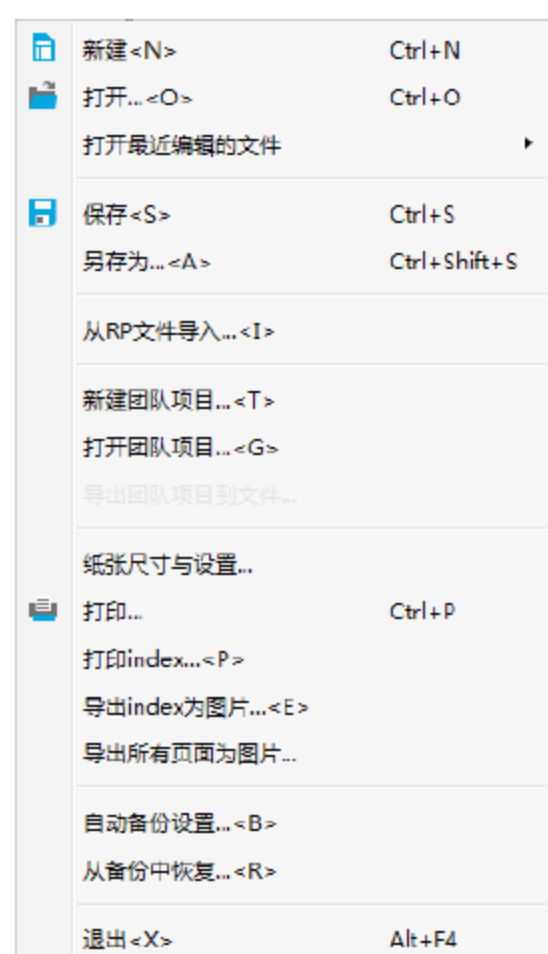 新建<N> Ctrl+N
打开...<O> Ctrl+O
打开最近编辑的文件
保存<S> Ctrl+S
另存为...<A> Ctrl+Shift+S
从RP文件导入...<I>
新建团队项目...<T>
打开团队项目...<G>
导出团队项目到文件...
纸张尺寸与设置...
打印... Ctrl+P
打印index...<P>
导出index为图片...<E>
导出所有页面为图片...
自动备份设置...<B>
从备份中恢复...<R>
退出<X> Alt+F4